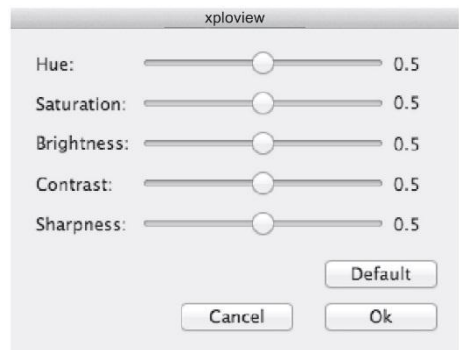 xploview
Hue: 0.5
Saturation: 0.5
Brightness: 0.5
Contrast: 0.5
Sharpness: 0.5
Default
Cancel Ok